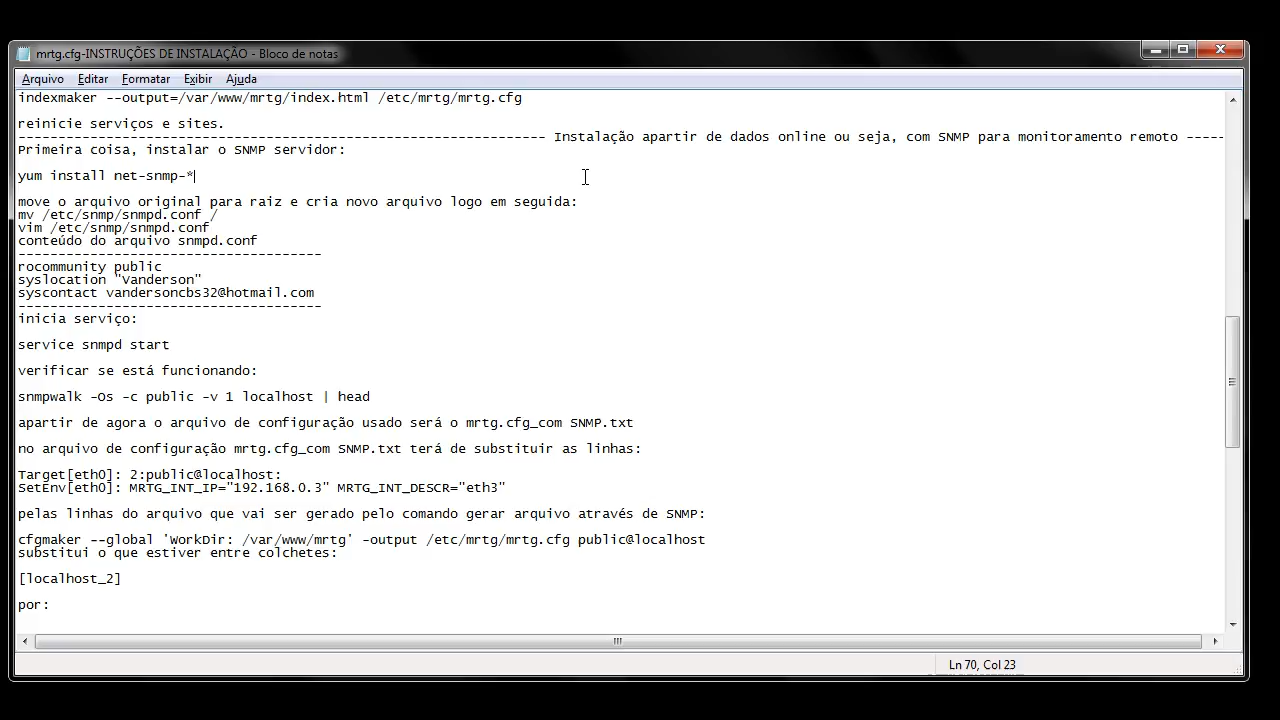 mrtg.cfg-INSTRUÇÕES DE INSTALAÇÃO - Bloco de notas
Arquivo Editar Formatar Exibir Ajuda
indexmaker --output=/var/www/mrtg/index.html /etc/mrtg/mrtg.cfg
reinicie serviços e sites.
------------------------------------------------------------------ Instalação apartir de dados online ou seja, com SNMP para monitoramento remoto -----
Primeira coisa, instalar o SNMP servidor:
yum install net-snmp-*
move o arquivo original para raiz e cria novo arquivo logo em seguida:
mv /etc/snmp/snmpd.conf /
vim /etc/snmp/snmpd.conf
conteúdo do arquivo snmpd.conf
--------------------------------------
rocommunity public
syslocation "Vanderson"
syscontact vandersoncbs32@hotmail.com
--------------------------------------
inicia serviço:
service snmpd start
verificar se está funcionando:
snmpwalk -Os -c public -v 1 localhost | head
apartir de agora o arquivo de configuração usado será o mrtg.cfg_com SNMP.txt
no arquivo de configuração mrtg.cfg_com SNMP.txt terá de substituir as linhas:
Target[eth0]: 2:public@localhost:
SetEnv[eth0]: MRTG_INT_IP="192.168.0.3" MRTG_INT_DESCR="eth3"
pelas linhas do arquivo que vai ser gerado pelo comando gerar arquivo através de SNMP:
cfgmaker --global 'WorkDir: /var/www/mrtg' -output /etc/mrtg/mrtg.cfg public@localhost
substitui o que estiver entre colchetes:
[localhost_2]
por:
Ln 70, Col 23